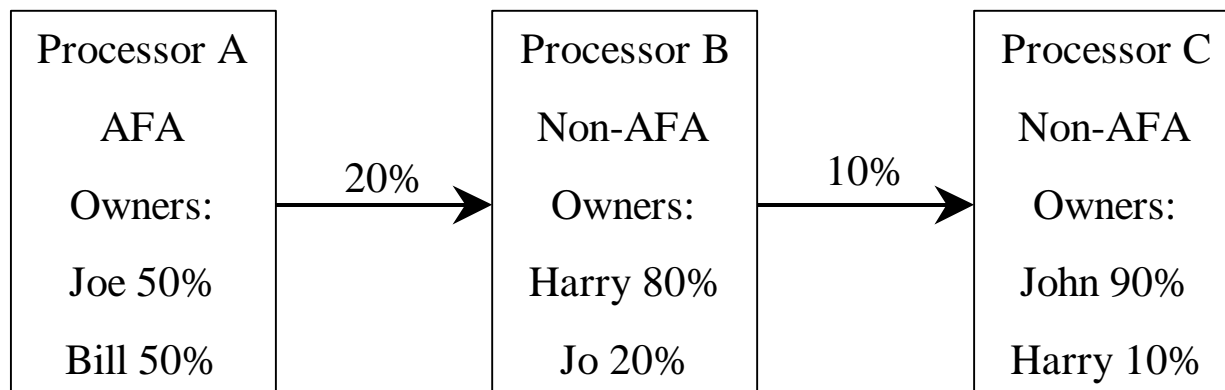 Processor A
AFA
Owners:
Joe 50%
Bill 50%
20%
Processor B
Non-AFA
Owners:
Harry 80%
Jo 20%
10%
Processor C
Non-AFA
Owners:
John 90%
Harry 10%